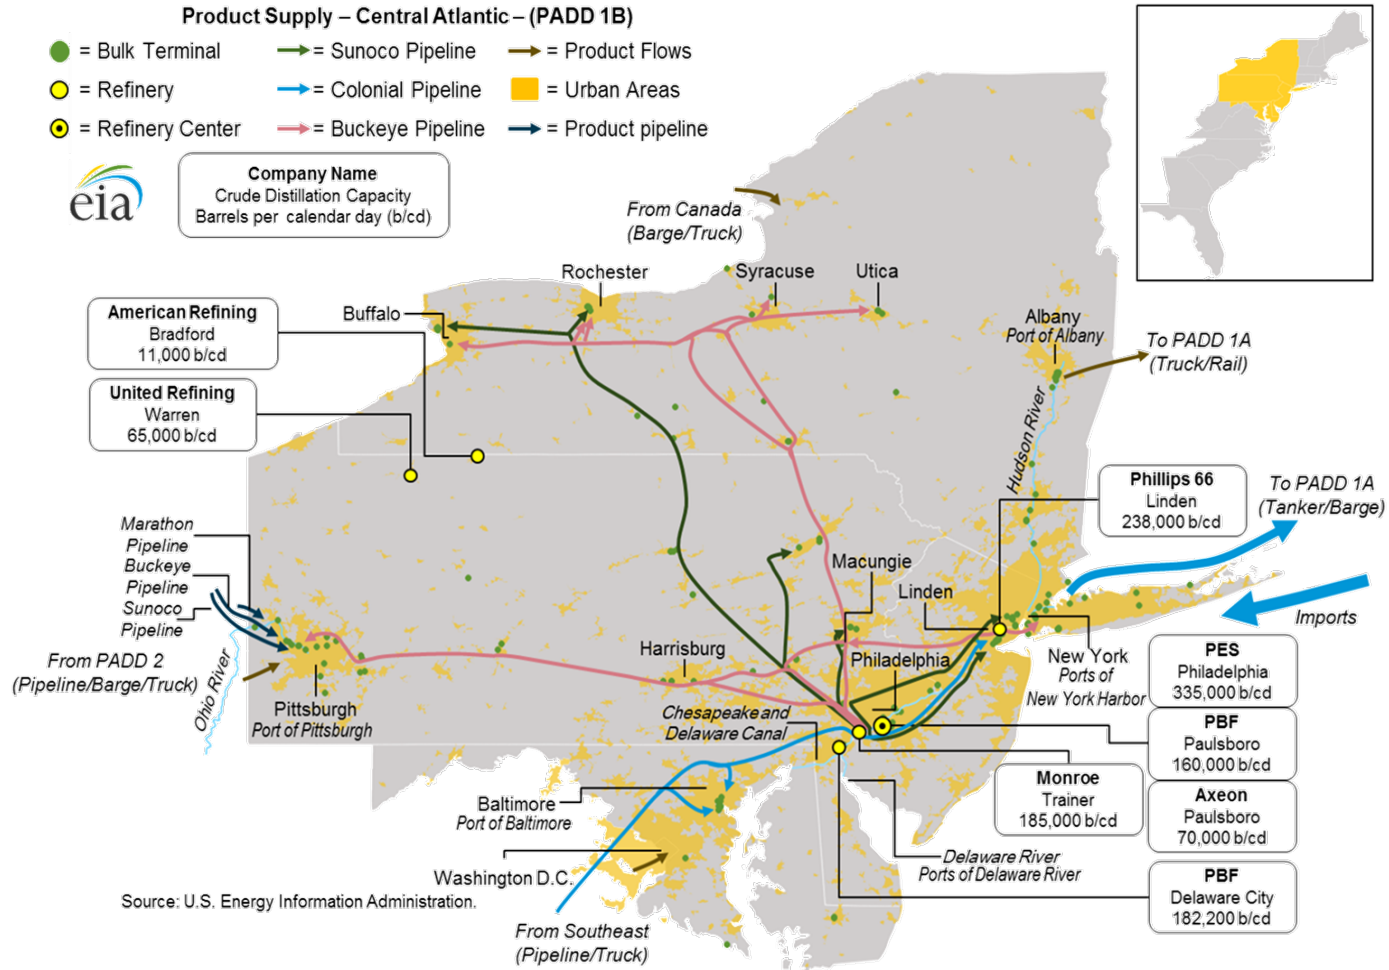 Product Supply – Central Atlantic – (PADD 1B)
= Bulk Terminal
= Sunoco Pipeline
= Product Flows
= Refinery
= Colonial Pipeline
= Urban Areas
= Refinery Center
= Buckeye Pipeline
= Product pipeline
eia
Company Name
Crude Distillation Capacity
Barrels per calendar day (b/cd)
From Canada
(Barge/Truck)
Rochester
Syracuse
Utica
Buffalo
American Refining
Bradford
11,000 b/cd
Albany
Port of Albany
To PADD 1A
(Truck/Rail)
United Refining
Warren
65,000 b/cd
Hudson River
Phillips 66
Linden
238,000 b/cd
To PADD 1A
(Tanker/Barge)
Marathon
Pipeline
Buckeye
Pipeline
Sunoco
Pipeline
Macungie
Linden
Imports
From PADD 2
(Pipeline/Barge/Truck)
Ohio River
Harrisburg
Philadelphia
New York
Ports of
New York Harbor
PES
Philadelphia
335,000 b/cd
Pittsburgh
Port of Pittsburgh
Chesapeake and
Delaware Canal
PBF
Paulsboro
160,000 b/cd
Monroe
Trainer
185,000 b/cd
Axeon
Paulsboro
70,000 b/cd
Baltimore
Port of Baltimore
Delaware River
Ports of Delaware River
Washington D.C.
PBF
Delaware City
182,200 b/cd
Source: U.S. Energy Information Administration.
From Southeast
(Pipeline/Truck)